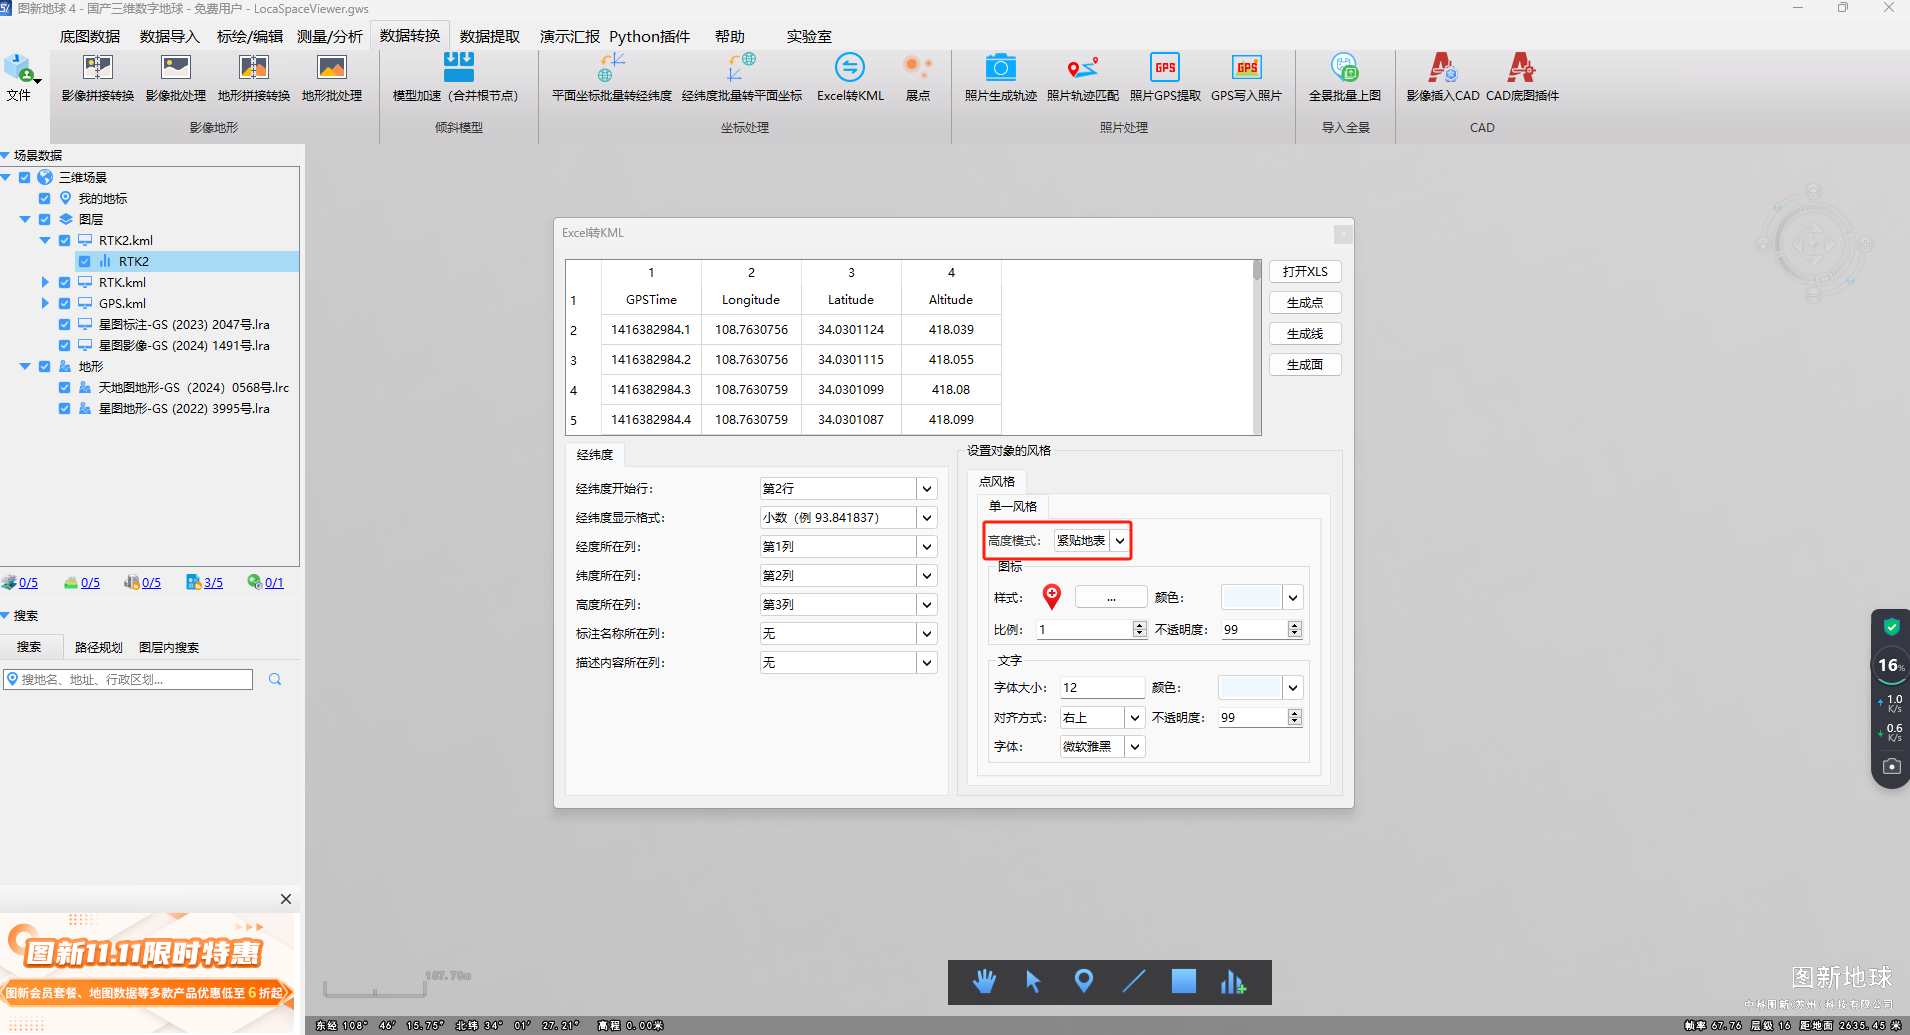 图新地球 4 - 国产三维数字地球 - 免费用户 - LocaSpaceViewer.gws
底图数据 数据导入 标绘/编辑 测量/分析 数据转换 数据提取 演示汇报 Python插件 帮助 实验室
文件
影像拼接转换 影像批处理 地形拼接转换 地形批处理
影像地形
模型加速（合并根节点）
倾斜模型
平面坐标批量转经纬度 经纬度批量转平面坐标 Excel转KML 展点
坐标处理
照片生成轨迹 照片轨迹匹配 照片GPS提取 GPS写入照片
照片处理
全景批量上图
导入全景
影像插入CAD CAD底图插件
CAD
GPS GPS
场景数据
三维场景
我的地标
图层
RTK2.kml
RTK2
RTK.kml
GPS.kml
星图标注-GS (2023) 2047号.lra
星图影像-GS (2024) 1491号.lra
地形
天地图地形-GS（2024）0568号.lrc
星图地形-GS (2022) 3995号.lra
0/5 0/5 0/5 3/5 0/1
搜索
搜索 路径规划 图层内搜索
搜地名、地址、行政区划...
图新11.11限时特惠
图新会员套餐、地图数据等多款产品优惠低至 6 折起
Excel转KML
x
1 2 3 4
1 GPSTime Longitude Latitude Altitude
2 1416382984.1 108.7630756 34.0301124 418.039
3 1416382984.2 108.7630756 34.0301115 418.055
4 1416382984.3 108.7630759 34.0301099 418.08
5 1416382984.4 108.7630759 34.0301087 418.099
打开XLS
生成点
生成线
生成面
经纬度
经纬度开始行: 第2行
经纬度显示格式: 小数（例 93.841837）
经度所在列: 第1列
纬度所在列: 第2列
高度所在列: 第3列
标注名称所在列: 无
描述内容所在列: 无
设置对象的风格
点风格
单一风格
高度模式: 紧贴地表
图标
样式: ... 颜色:
比例: 1 不透明度: 99
文字
字体大小: 12 颜色:
对齐方式: 右上 不透明度: 99
字体: 微软雅黑
16%
1.0
K/s
0.6
K/s
157.70m
图新地球
中科图新(苏州)科技有限公司
东经 108° 46′ 15.75″ 北纬 34° 01′ 27.21″ 高程 0.00米
帧率 67.76 层级 16 距地面 2635.45 米